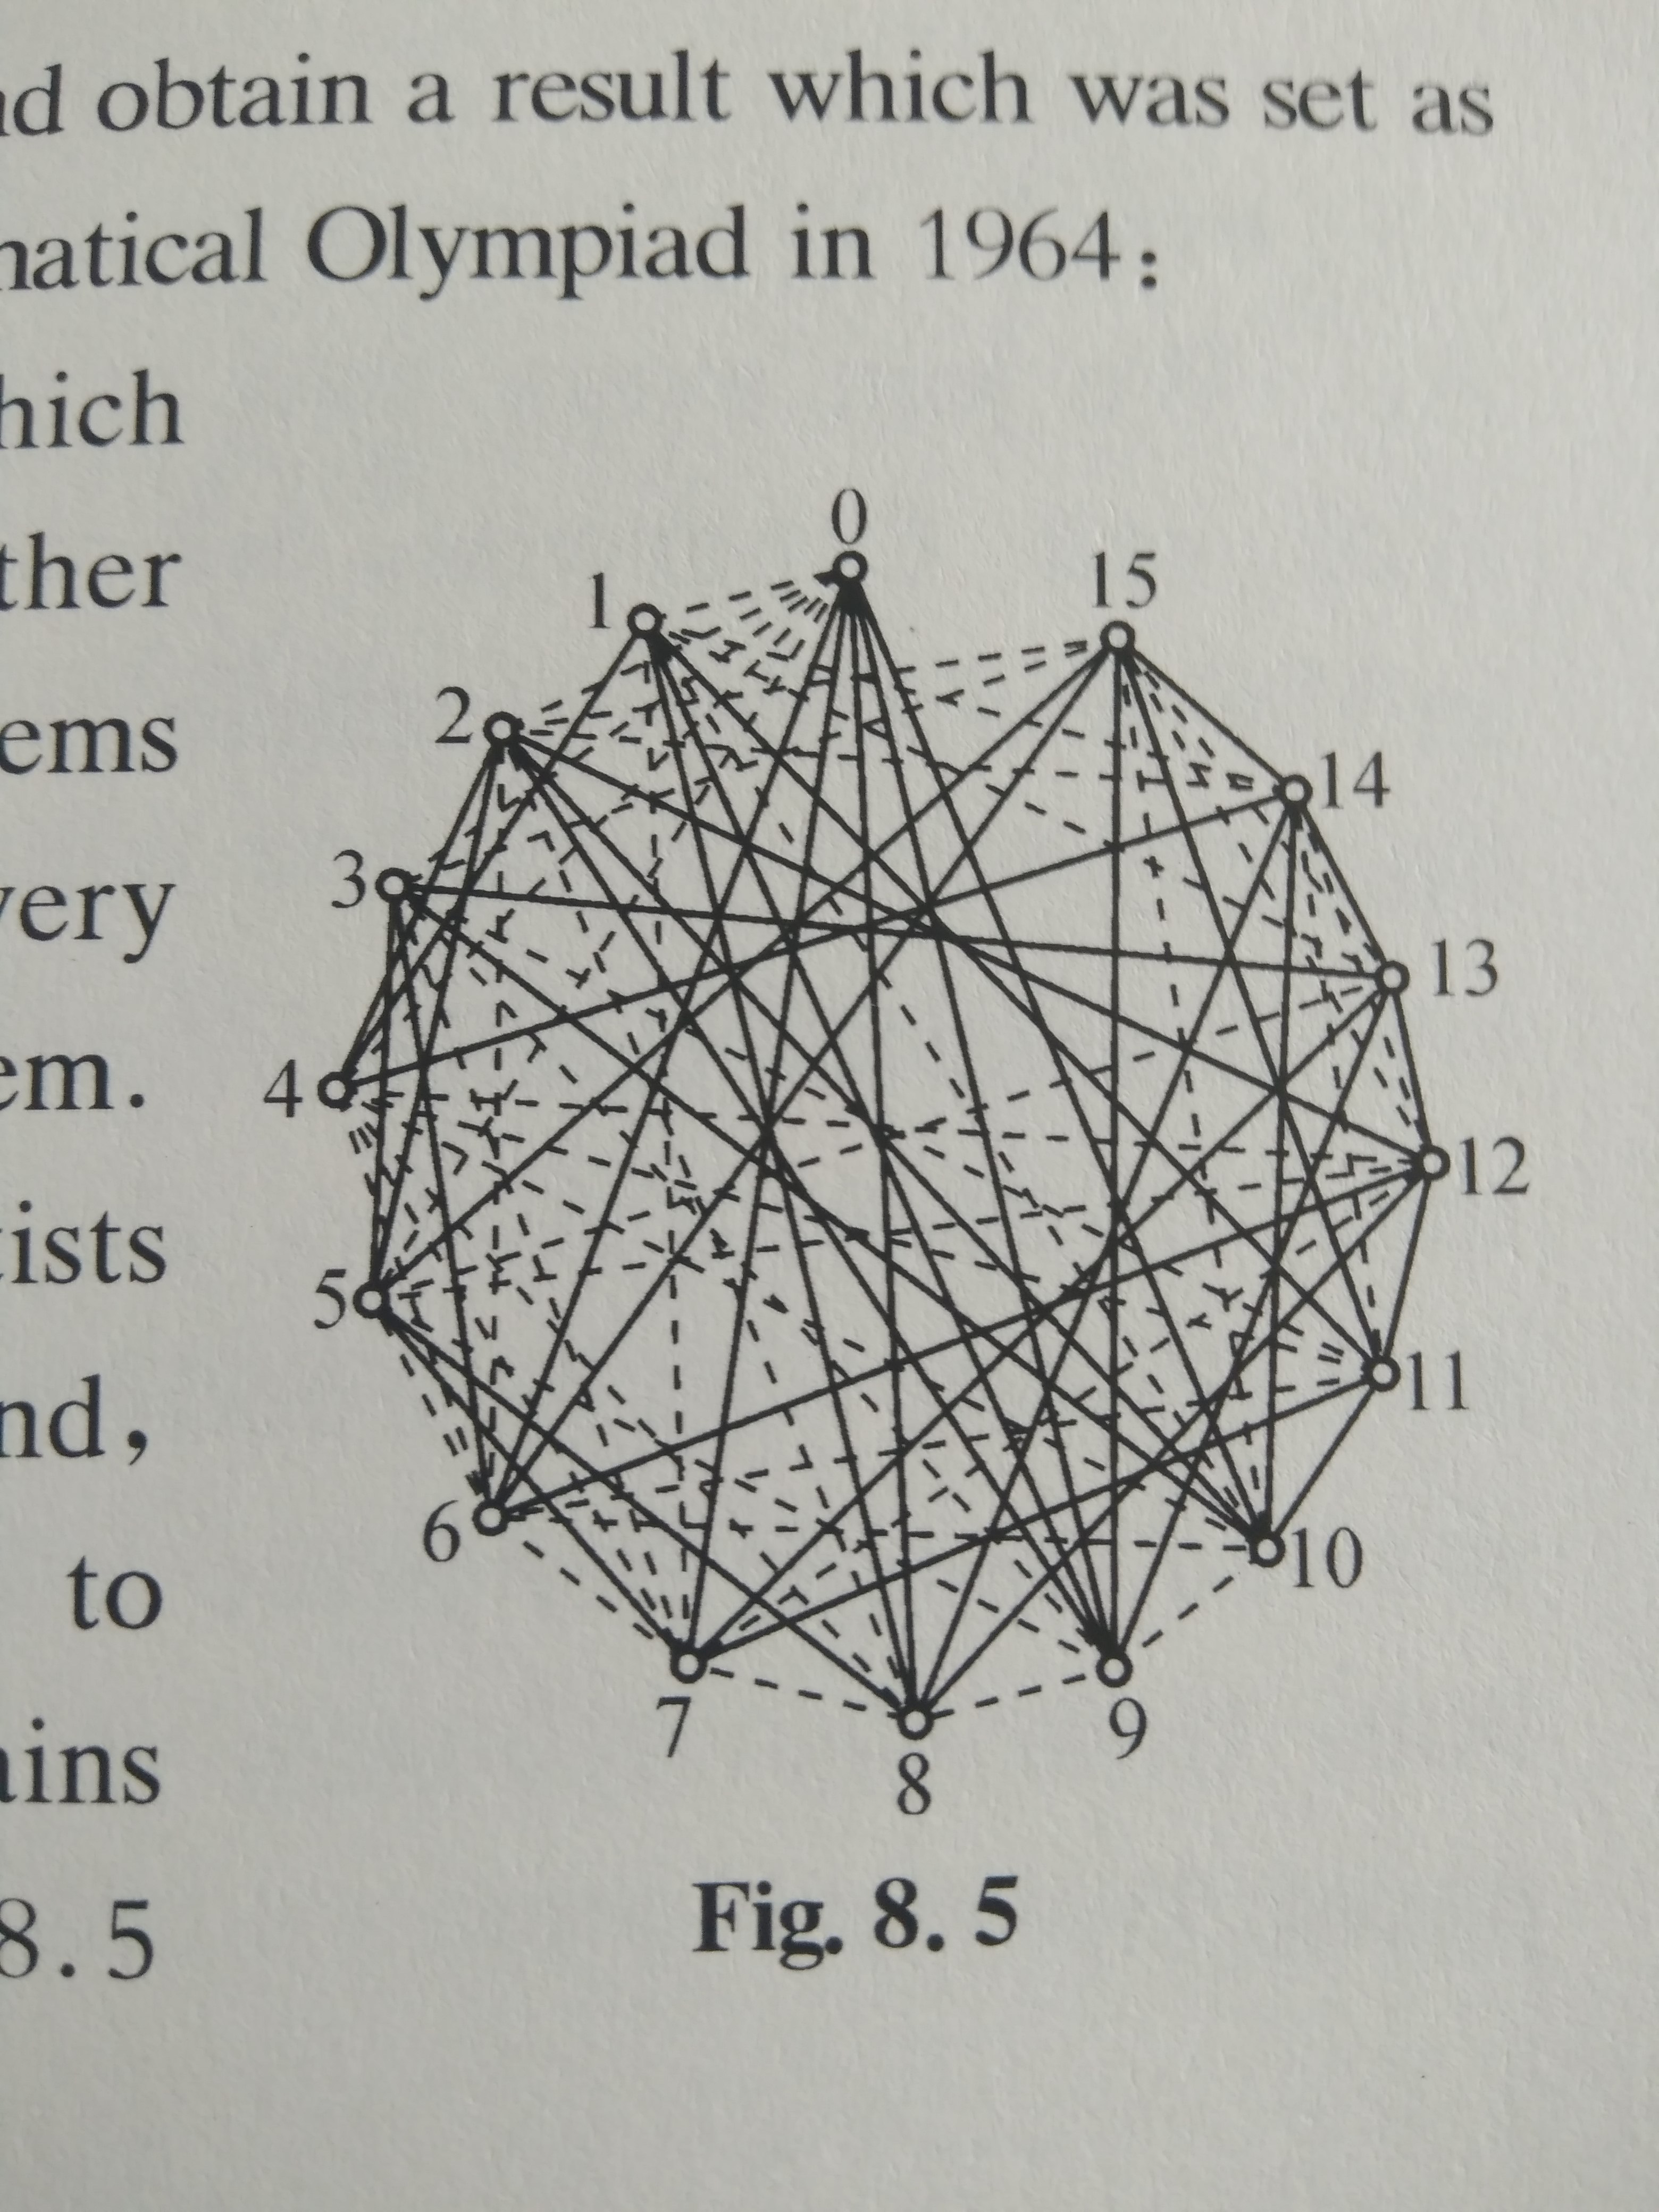 nd obtain a result which was set as
matical Olympiad in 1964:
hich
ther
ems
very
em.
ists
nd,
to
ains
8.5
0
15
1
2
14
3
13
4
12
5
11
6
10
7
9
8
Fig. 8. 5